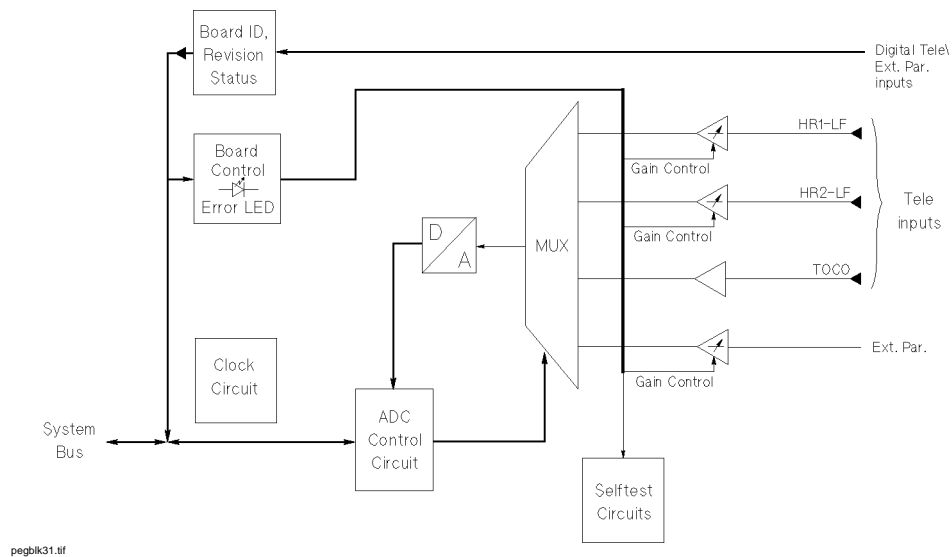 Board ID,
Revision
Status
Digital Tele\
Ext. Par.
inputs
Board
Control
Error LED
HR1-LF
Gain Control
HR2-LF
Gain Control
Tele
inputs
D
A
MUX
TOCO
Ext. Par.
Gain Control
Clock
Circuit
ADC
Control
Circuit
System
Bus
Selftest
Circuits
pegblk31.tif